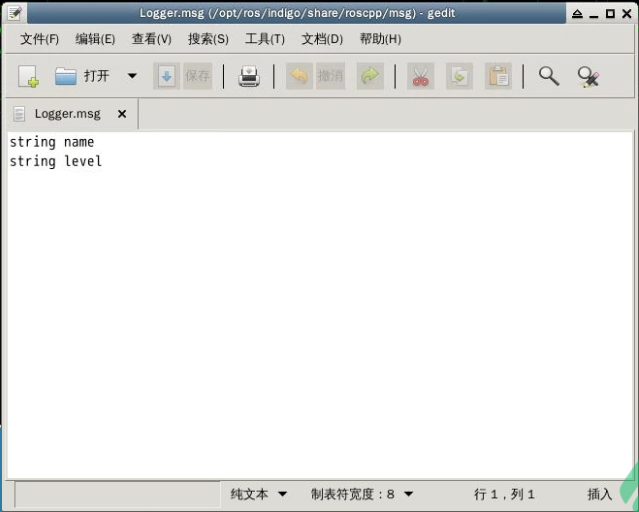 Logger.msg (/opt/ros/indigo/share/roscpp/msg) - gedit
文件(F) 编辑(E) 查看(V) 搜索(S) 工具(T) 文档(D) 帮助(H)
打开 保存 撤消
Logger.msg
string name
string level
纯文本 制表符宽度：8 行 1，列 1 插入